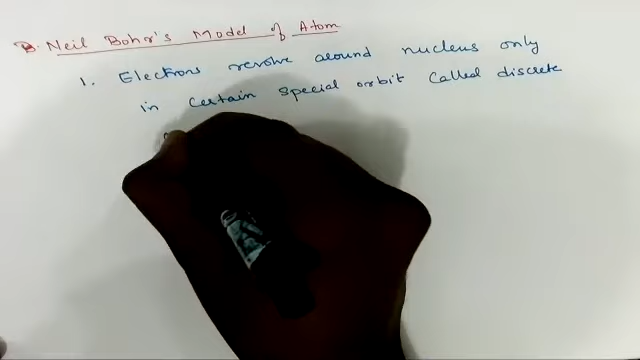 B. Neil Bohr's Model of Atom
1. Electrons revolve around nucleus only
in certain special orbit called discrete